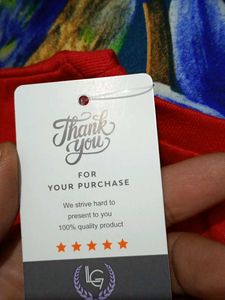 Thank
you
FOR
YOUR PURCHASE
We strive hard to
present to you
100% quality product
LG